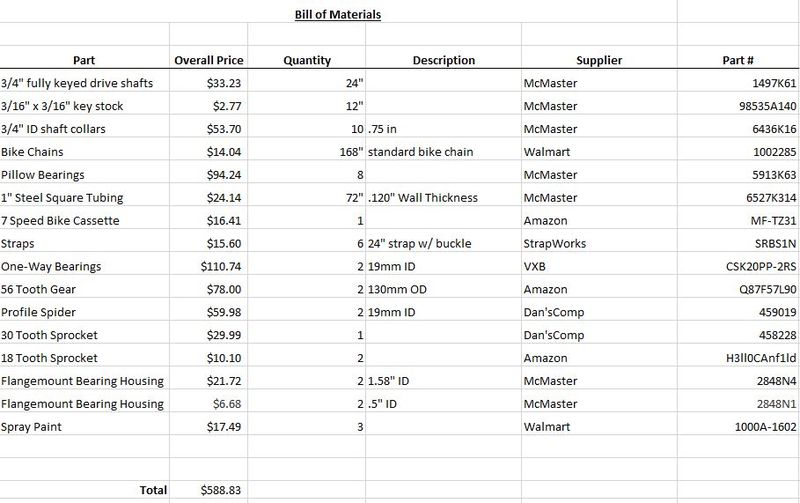 Bill of Materials
Part Overall Price Quantity Description Supplier Part #
3/4" fully keyed drive shafts $33.23 24" McMaster 1497K61
3/16" x 3/16" key stock $2.77 12" McMaster 98535A140
3/4" ID shaft collars $53.70 10 .75 in McMaster 6436K16
Bike Chains $14.04 168" standard bike chain Walmart 1002285
Pillow Bearings $94.24 8 McMaster 5913K63
1" Steel Square Tubing $24.14 72" .120" Wall Thickness McMaster 6527K314
7 Speed Bike Cassette $16.41 1 Amazon MF-TZ31
Straps $15.60 6 24" strap w/ buckle StrapWorks SRBS1N
One-Way Bearings $110.74 2 19mm ID VXB CSK20PP-2RS
56 Tooth Gear $78.00 2 130mm OD Amazon Q87F57L90
Profile Spider $59.98 2 19mm ID Dan'sComp 459019
30 Tooth Sprocket $29.99 1 Dan'sComp 458228
18 Tooth Sprocket $10.10 2 Amazon H3ll0CAnf1ld
Flangemount Bearing Housing $21.72 2 1.58" ID McMaster 2848N4
Flangemount Bearing Housing $6.68 2 .5" ID McMaster 2848N1
Spray Paint $17.49 3 Walmart 1000A-1602
Total $588.83